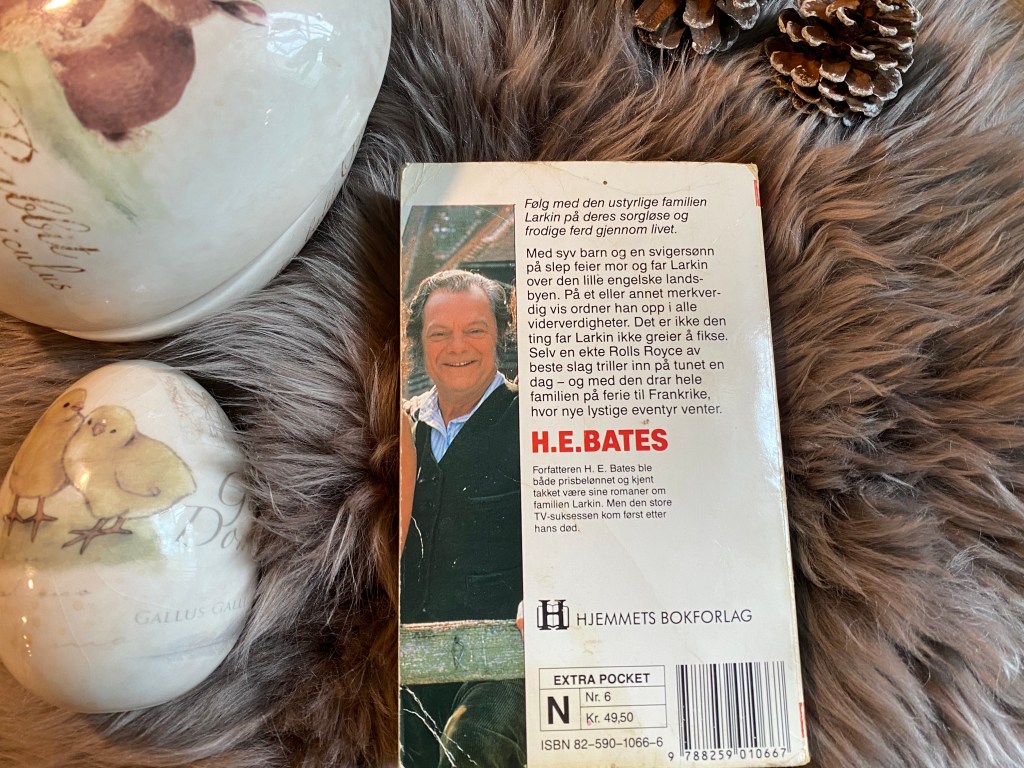 Rabbit
Følg med den ustyrlige familien
Larkin på deres sorgløse og
frodige ferd gjennom livet.
Med syv barn og en svigersønn
på slep feier mor og far Larkin
over den lille engelske lands-
byen. På et eller annet merkver-
dig vis ordner han opp i alle
viderverdigheter. Det er ikke den
ting far Larkin ikke greier å fikse.
Selv en ekte Rolls Royce av
beste slag triller inn på tunet en
dag – og med den drar hele
familien på ferie til Frankrike,
hvor nye lystige eventyr venter.
H.E.BATES
Forfatteren H. E. Bates ble
både prisbelønnet og kjent
takket være sine romaner om
familien Larkin. Men den store
TV-suksessen kom først etter
hans død.
H HJEMMETS BOKFORLAG
EXTRA POCKET
N
Nr. 6
Kr. 49,50
ISBN 82-590-1066-6
9 788259 010667
GALLUS